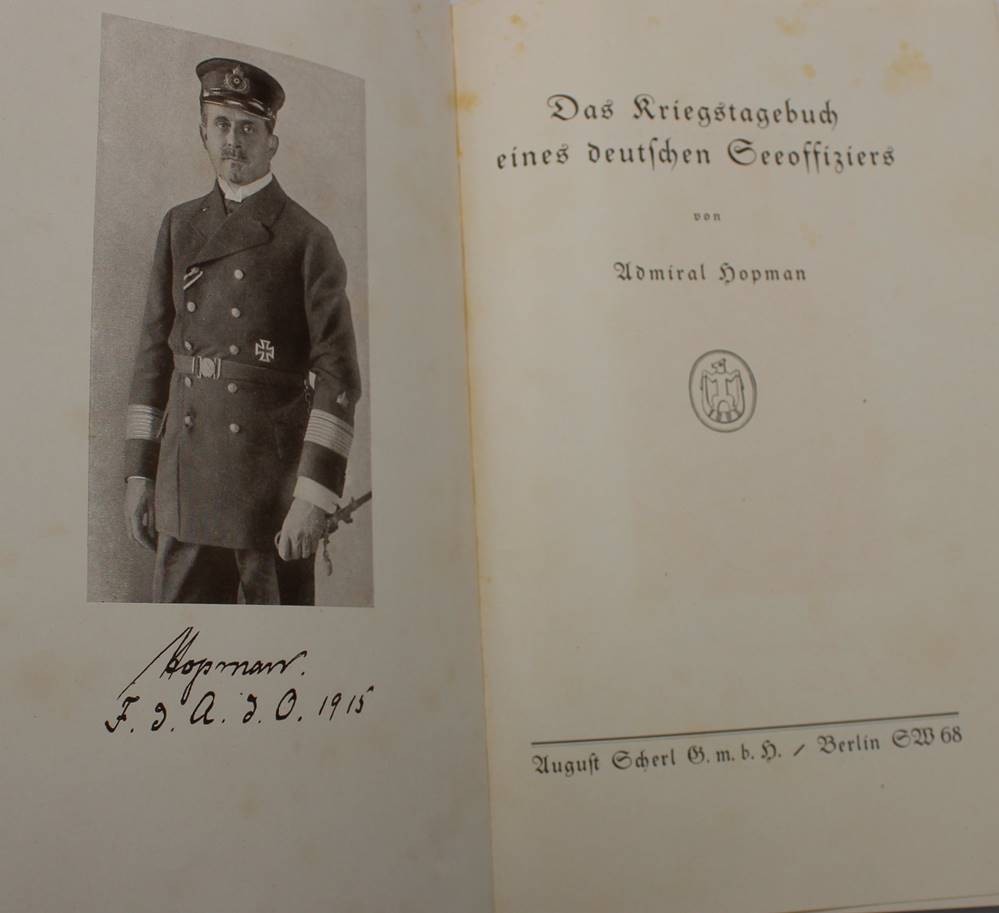 Hopman.
F. d. A. d. O. 1915
Das Kriegstagebuch
eines deutſchen Seeoffiziers
von
Admiral Hopman
Auguſt Scherl G. m. b. H. / Berlin SW 68